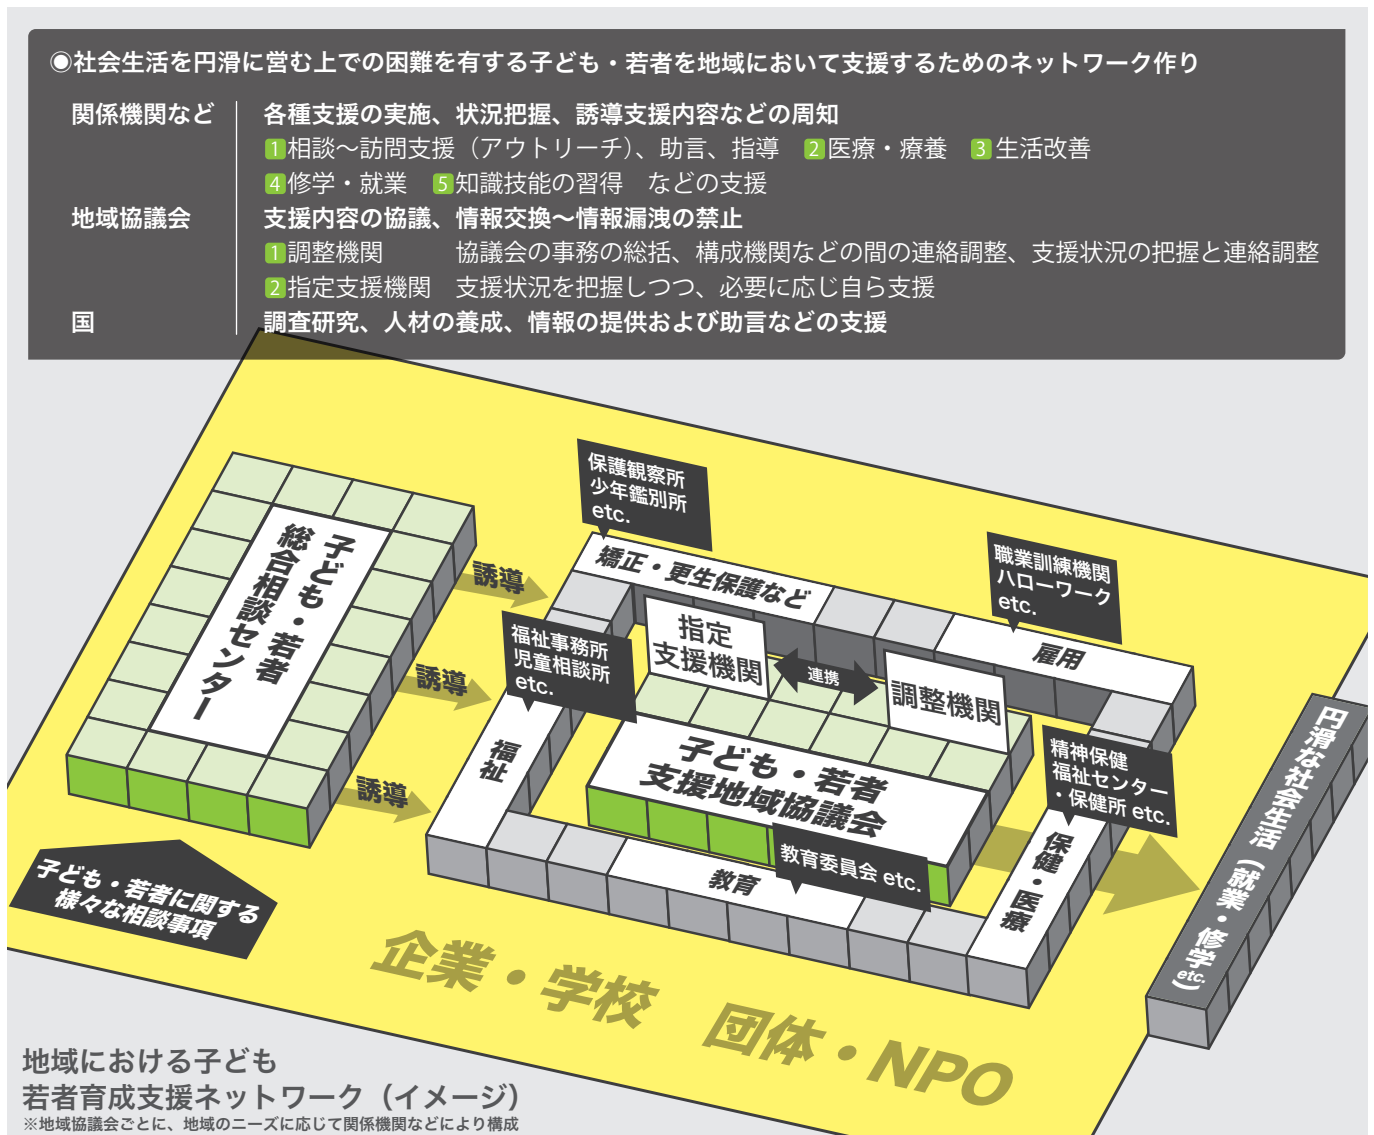 ◉社会生活を円滑に営む上での困難を有する子ども・若者を地域において支援するためのネットワーク作り
関係機関など
各種支援の実施、状況把握、誘導支援内容などの周知
1相談〜訪問支援（アウトリーチ）、助言、指導　2医療・療養　3生活改善
4修学・就業　5知識技能の習得　などの支援
地域協議会
支援内容の協議、情報交換〜情報漏洩の禁止
1調整機関　　　協議会の事務の総括、構成機関などの間の連絡調整、支援状況の把握と連絡調整
2指定支援機関　支援状況を把握しつつ、必要に応じ自ら支援
国
調査研究、人材の養成、情報の提供および助言などの支援
子ども・若者
総合相談センター
誘導
誘導
誘導
子ども・若者に関する
様々な相談事項
保護観察所
少年鑑別所
etc.
矯正・更生保護など
職業訓練機関
ハローワーク
etc.
雇用
福祉事務所
児童相談所
etc.
福祉
指定
支援機関
連携
調整機関
子ども・若者
支援地域協議会
精神保健
福祉センター
・保健所 etc.
保健・医療
教育委員会 etc.
教育
円滑な社会生活（就業・修学etc.）
企業・学校　団体・NPO
地域における子ども
若者育成支援ネットワーク（イメージ）
※地域協議会ごとに、地域のニーズに応じて関係機関などにより構成